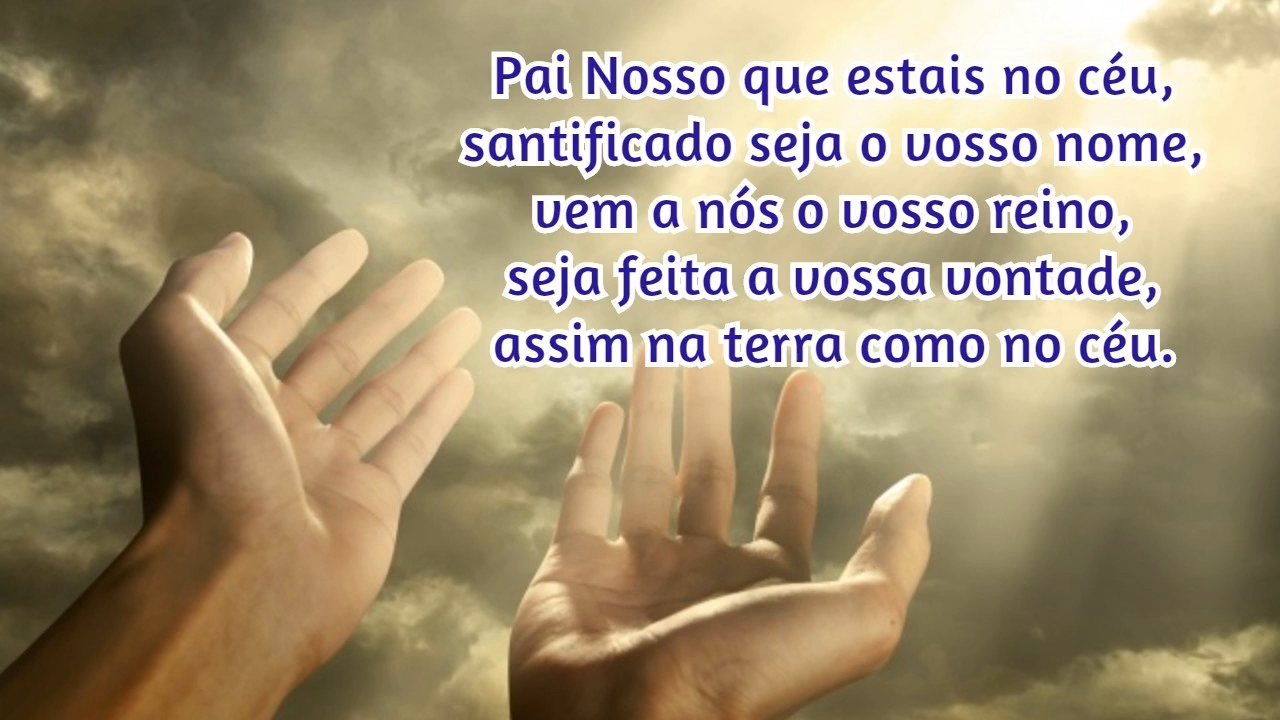 Pai Nosso que estais no céu,
santificado seja o vosso nome,
vem a nós o vosso reino,
seja feita a vossa vontade,
assim na terra como no céu.